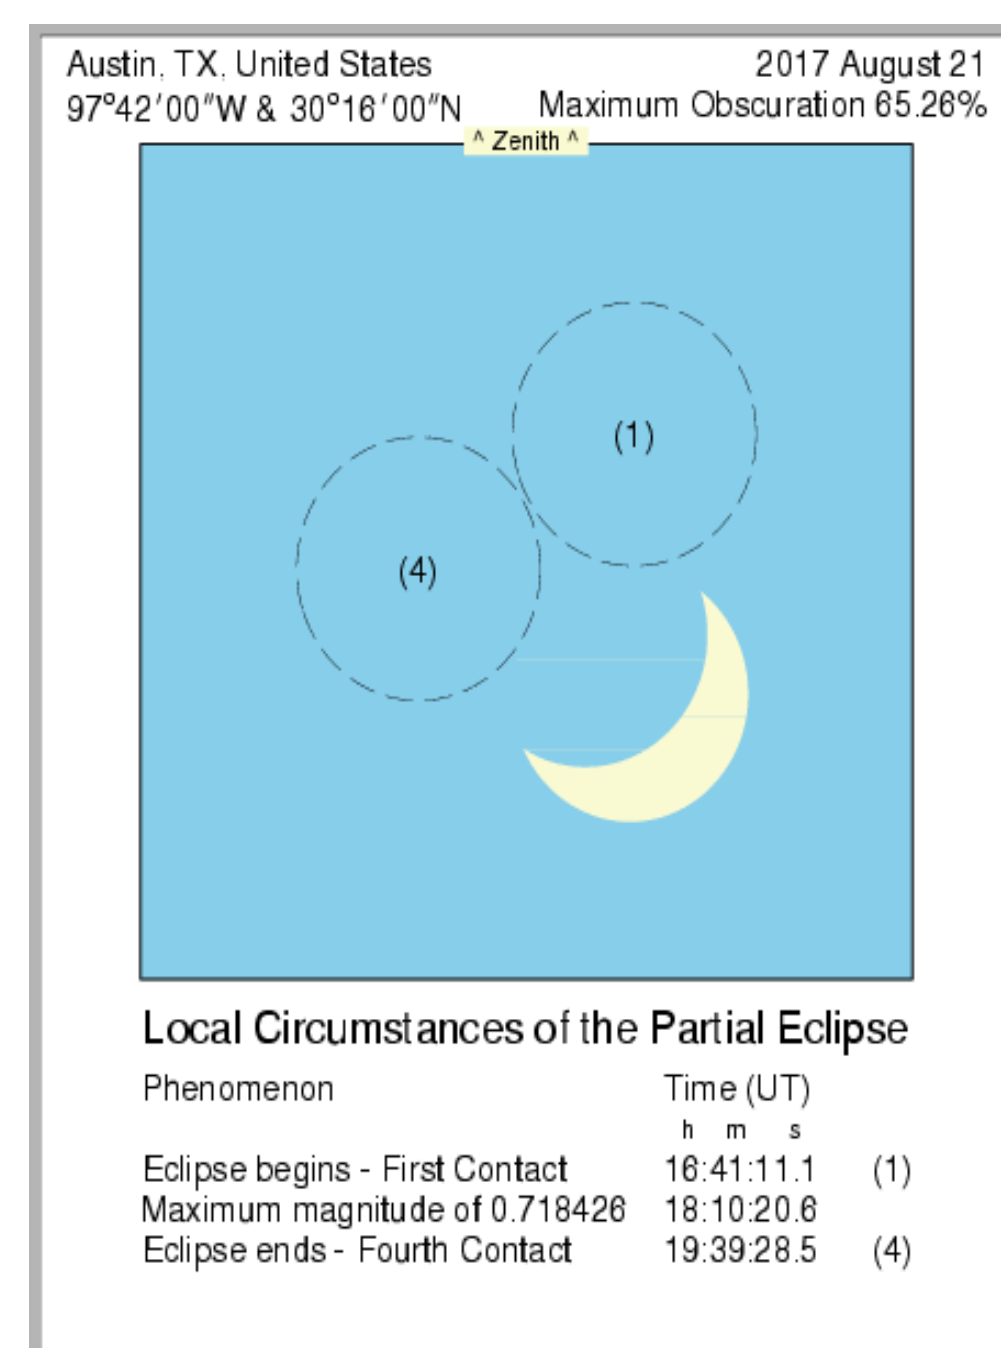 Austin, TX, United States 2017 August 21
97°42′00″W & 30°16′00″N Maximum Obscuration 65.26%
^ Zenith ^
(1)
(4)
Local Circumstances of the Partial Eclipse
Phenomenon Time (UT)
h m s
Eclipse begins - First Contact 16:41:11.1 (1)
Maximum magnitude of 0.718426 18:10:20.6
Eclipse ends - Fourth Contact 19:39:28.5 (4)